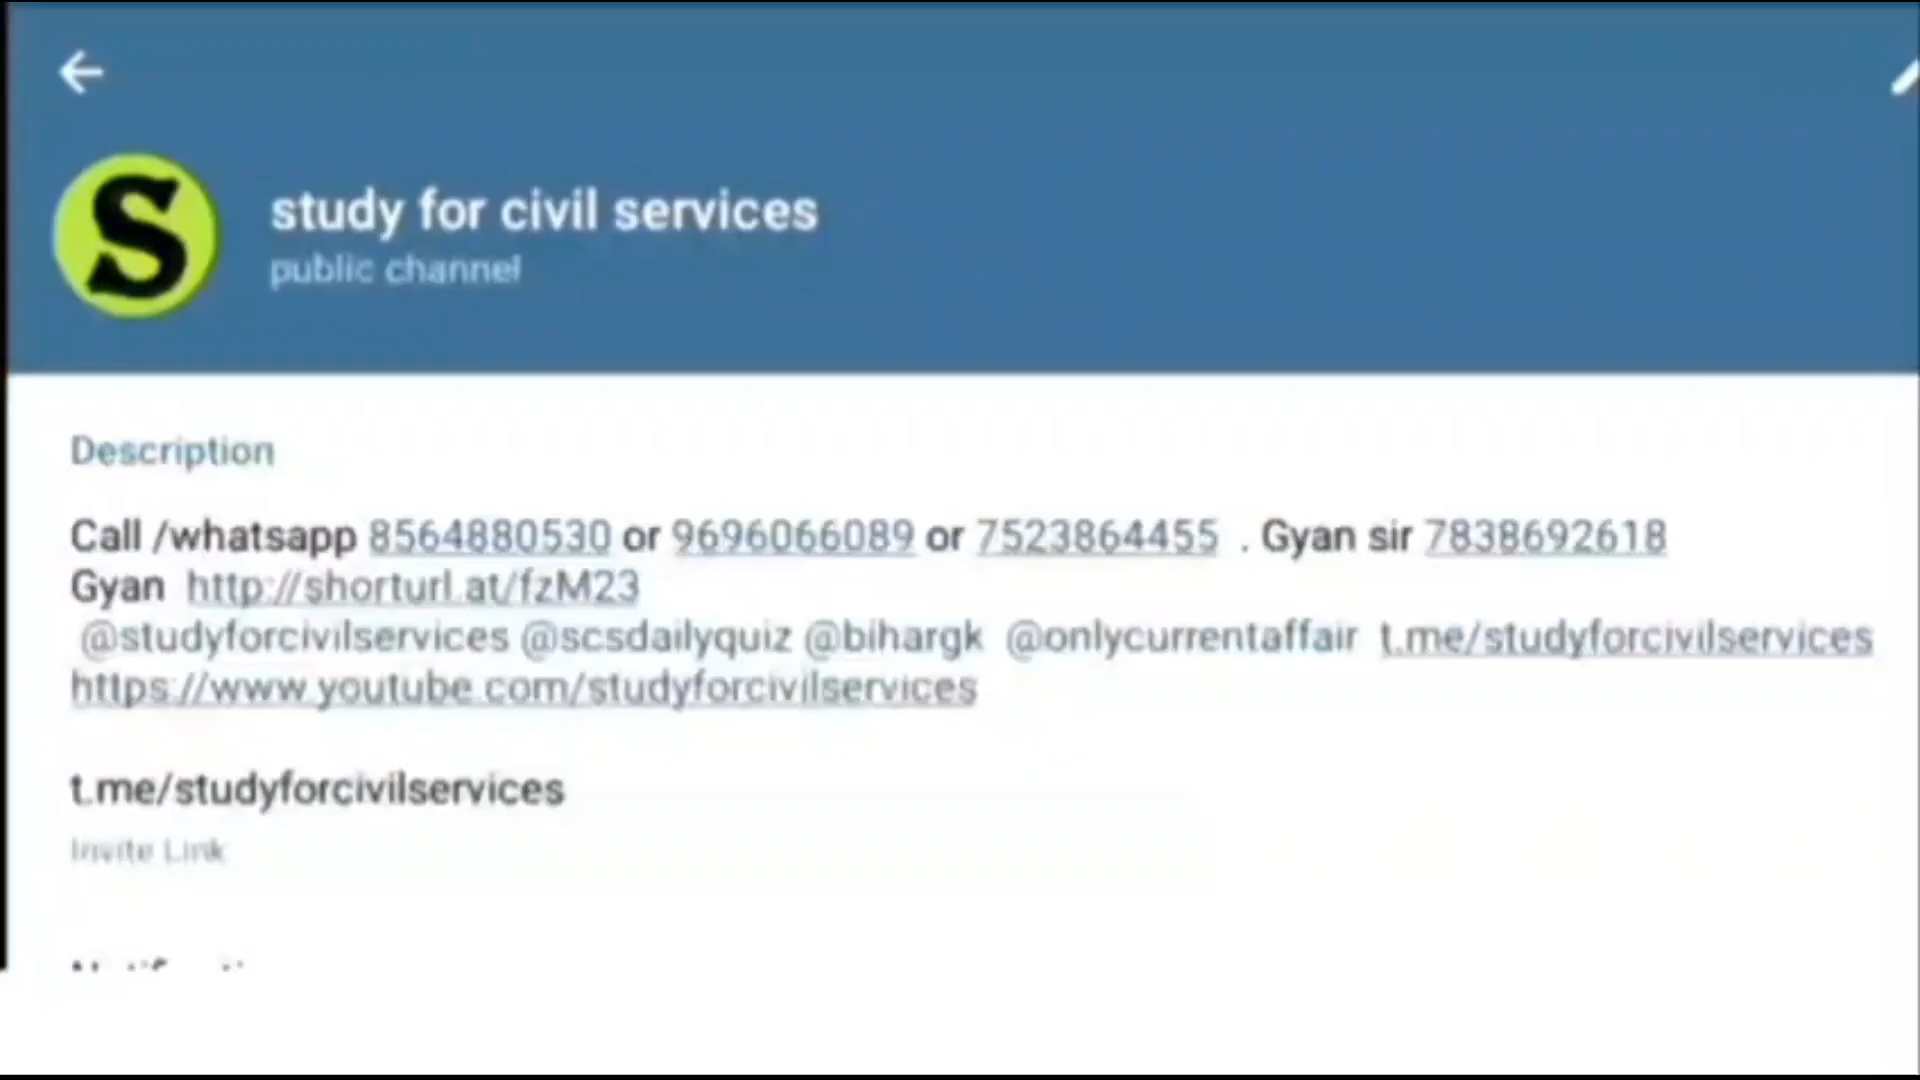 S
study for civil services
public channel
Description
Call /whatsapp 8564880530 or 9696066089 or 7523864455 . Gyan sir 7838692618
Gyan http://shorturl.at/fzM23
@studyforcivilservices @scsdailyquiz @bihargk @onlycurrentaffair t.me/studyforcivilservices
https://www.youtube.com/studyforcivilservices
t.me/studyforcivilservices
Invite Link